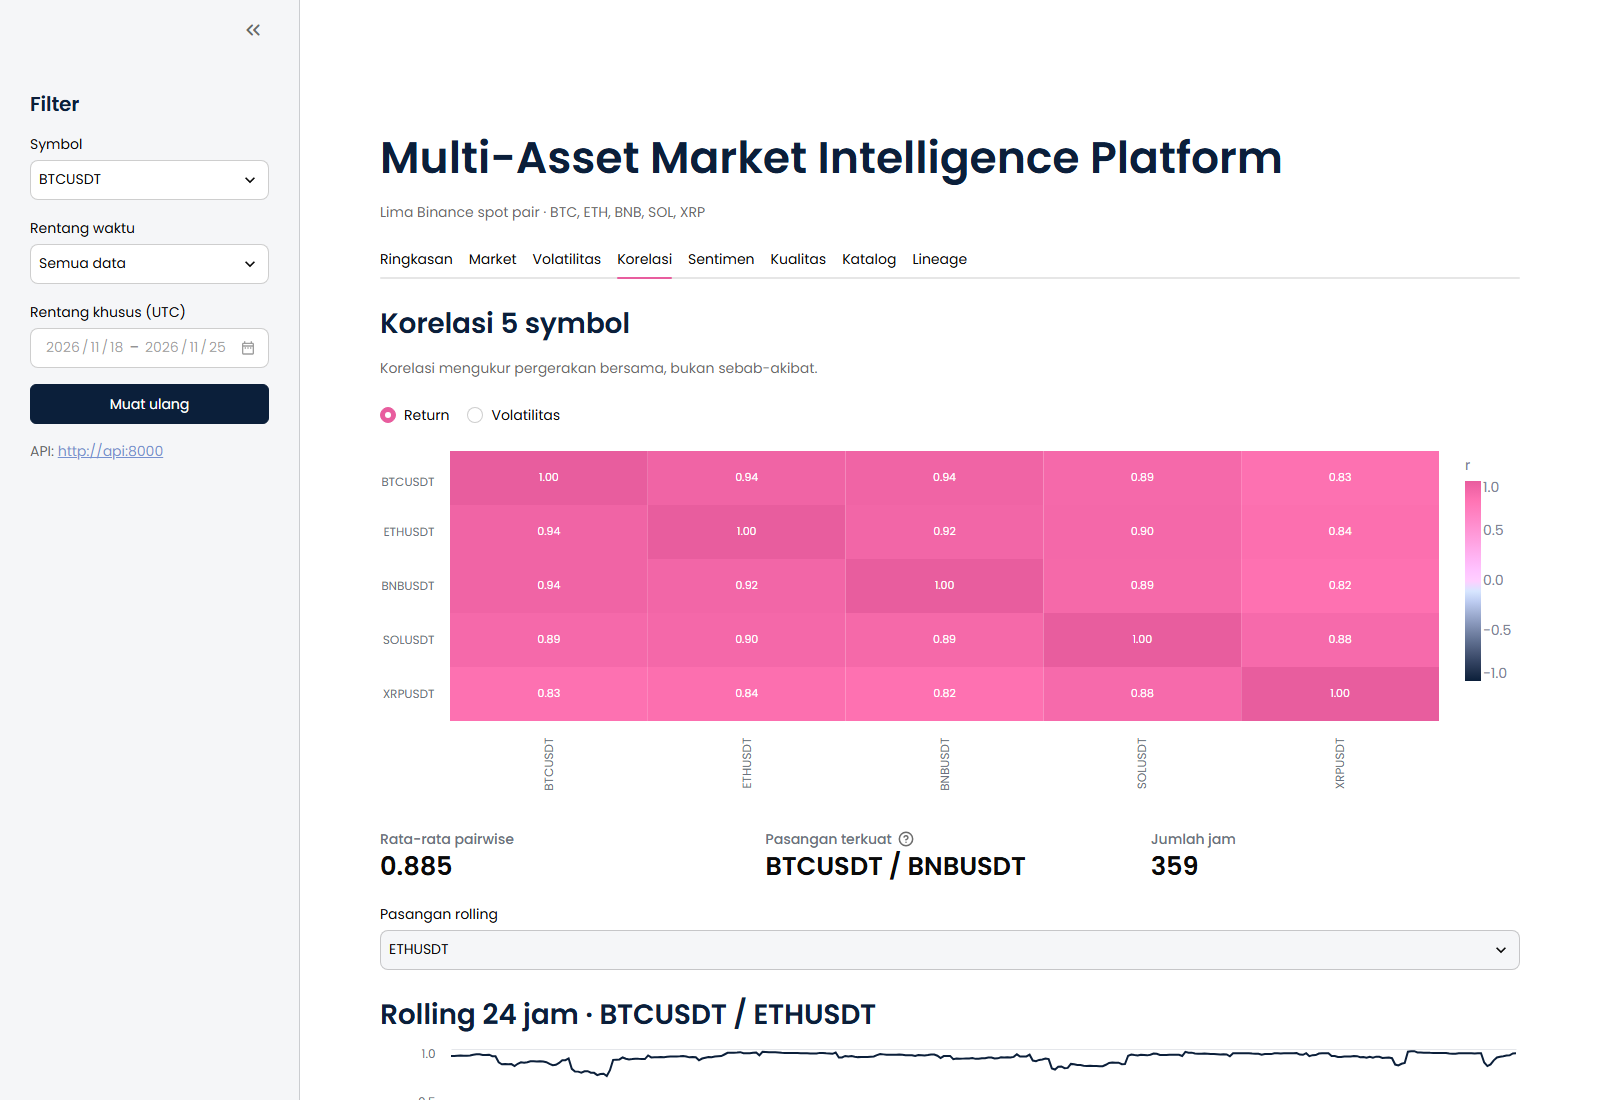 Filter
Symbol
BTCUSDT
Rentang waktu
Semua data
Rentang khusus (UTC)
2026/11/18 – 2026/11/25
Muat ulang
API: http://api:8000
Multi-Asset Market Intelligence Platform
Lima Binance spot pair · BTC, ETH, BNB, SOL, XRP
Ringkasan Market Volatilitas Korelasi Sentimen Kualitas Katalog Lineage
Korelasi 5 symbol
Korelasi mengukur pergerakan bersama, bukan sebab-akibat.
Return Volatilitas
BTCUSDT 1.00 0.94 0.94 0.89 0.83
ETHUSDT 0.94 1.00 0.92 0.90 0.84
BNBUSDT 0.94 0.92 1.00 0.89 0.82
SOLUSDT 0.89 0.90 0.89 1.00 0.88
XRPUSDT 0.83 0.84 0.82 0.88 1.00
BTCUSDT ETHUSDT BNBUSDT SOLUSDT XRPUSDT
r
1.0
0.5
0.0
-0.5
-1.0
Rata-rata pairwise
0.885
Pasangan terkuat
BTCUSDT / BNBUSDT
Jumlah jam
359
Pasangan rolling
ETHUSDT
Rolling 24 jam · BTCUSDT / ETHUSDT
1.0